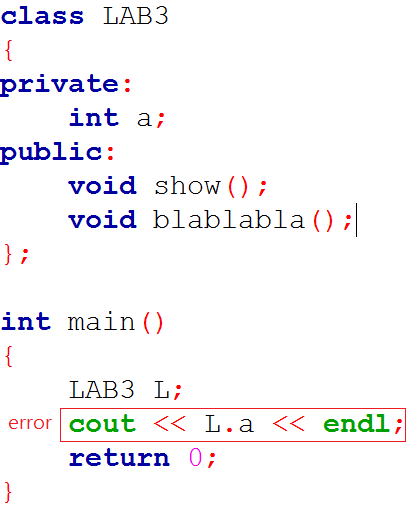 class LAB3
{
private:
    int a;
public:
    void show();
    void blablabla();
};

int main()
{
    LAB3 L;
error cout << L.a << endl;
    return 0;
}